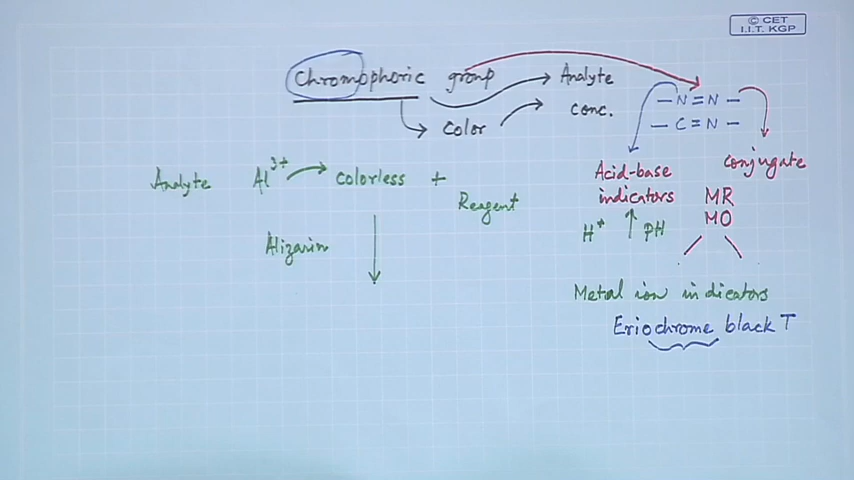 © CET
I.I.T. KGP
Chromophoric group
Analyte
conc.
color
— N = N —
— C = N —
Analyte Al3+ colorless +
Reagent
Alizarin
Acid-base
indicators
H+ PH
conjugate
MR
MO
Metal ion indicators
Eriochrome black T